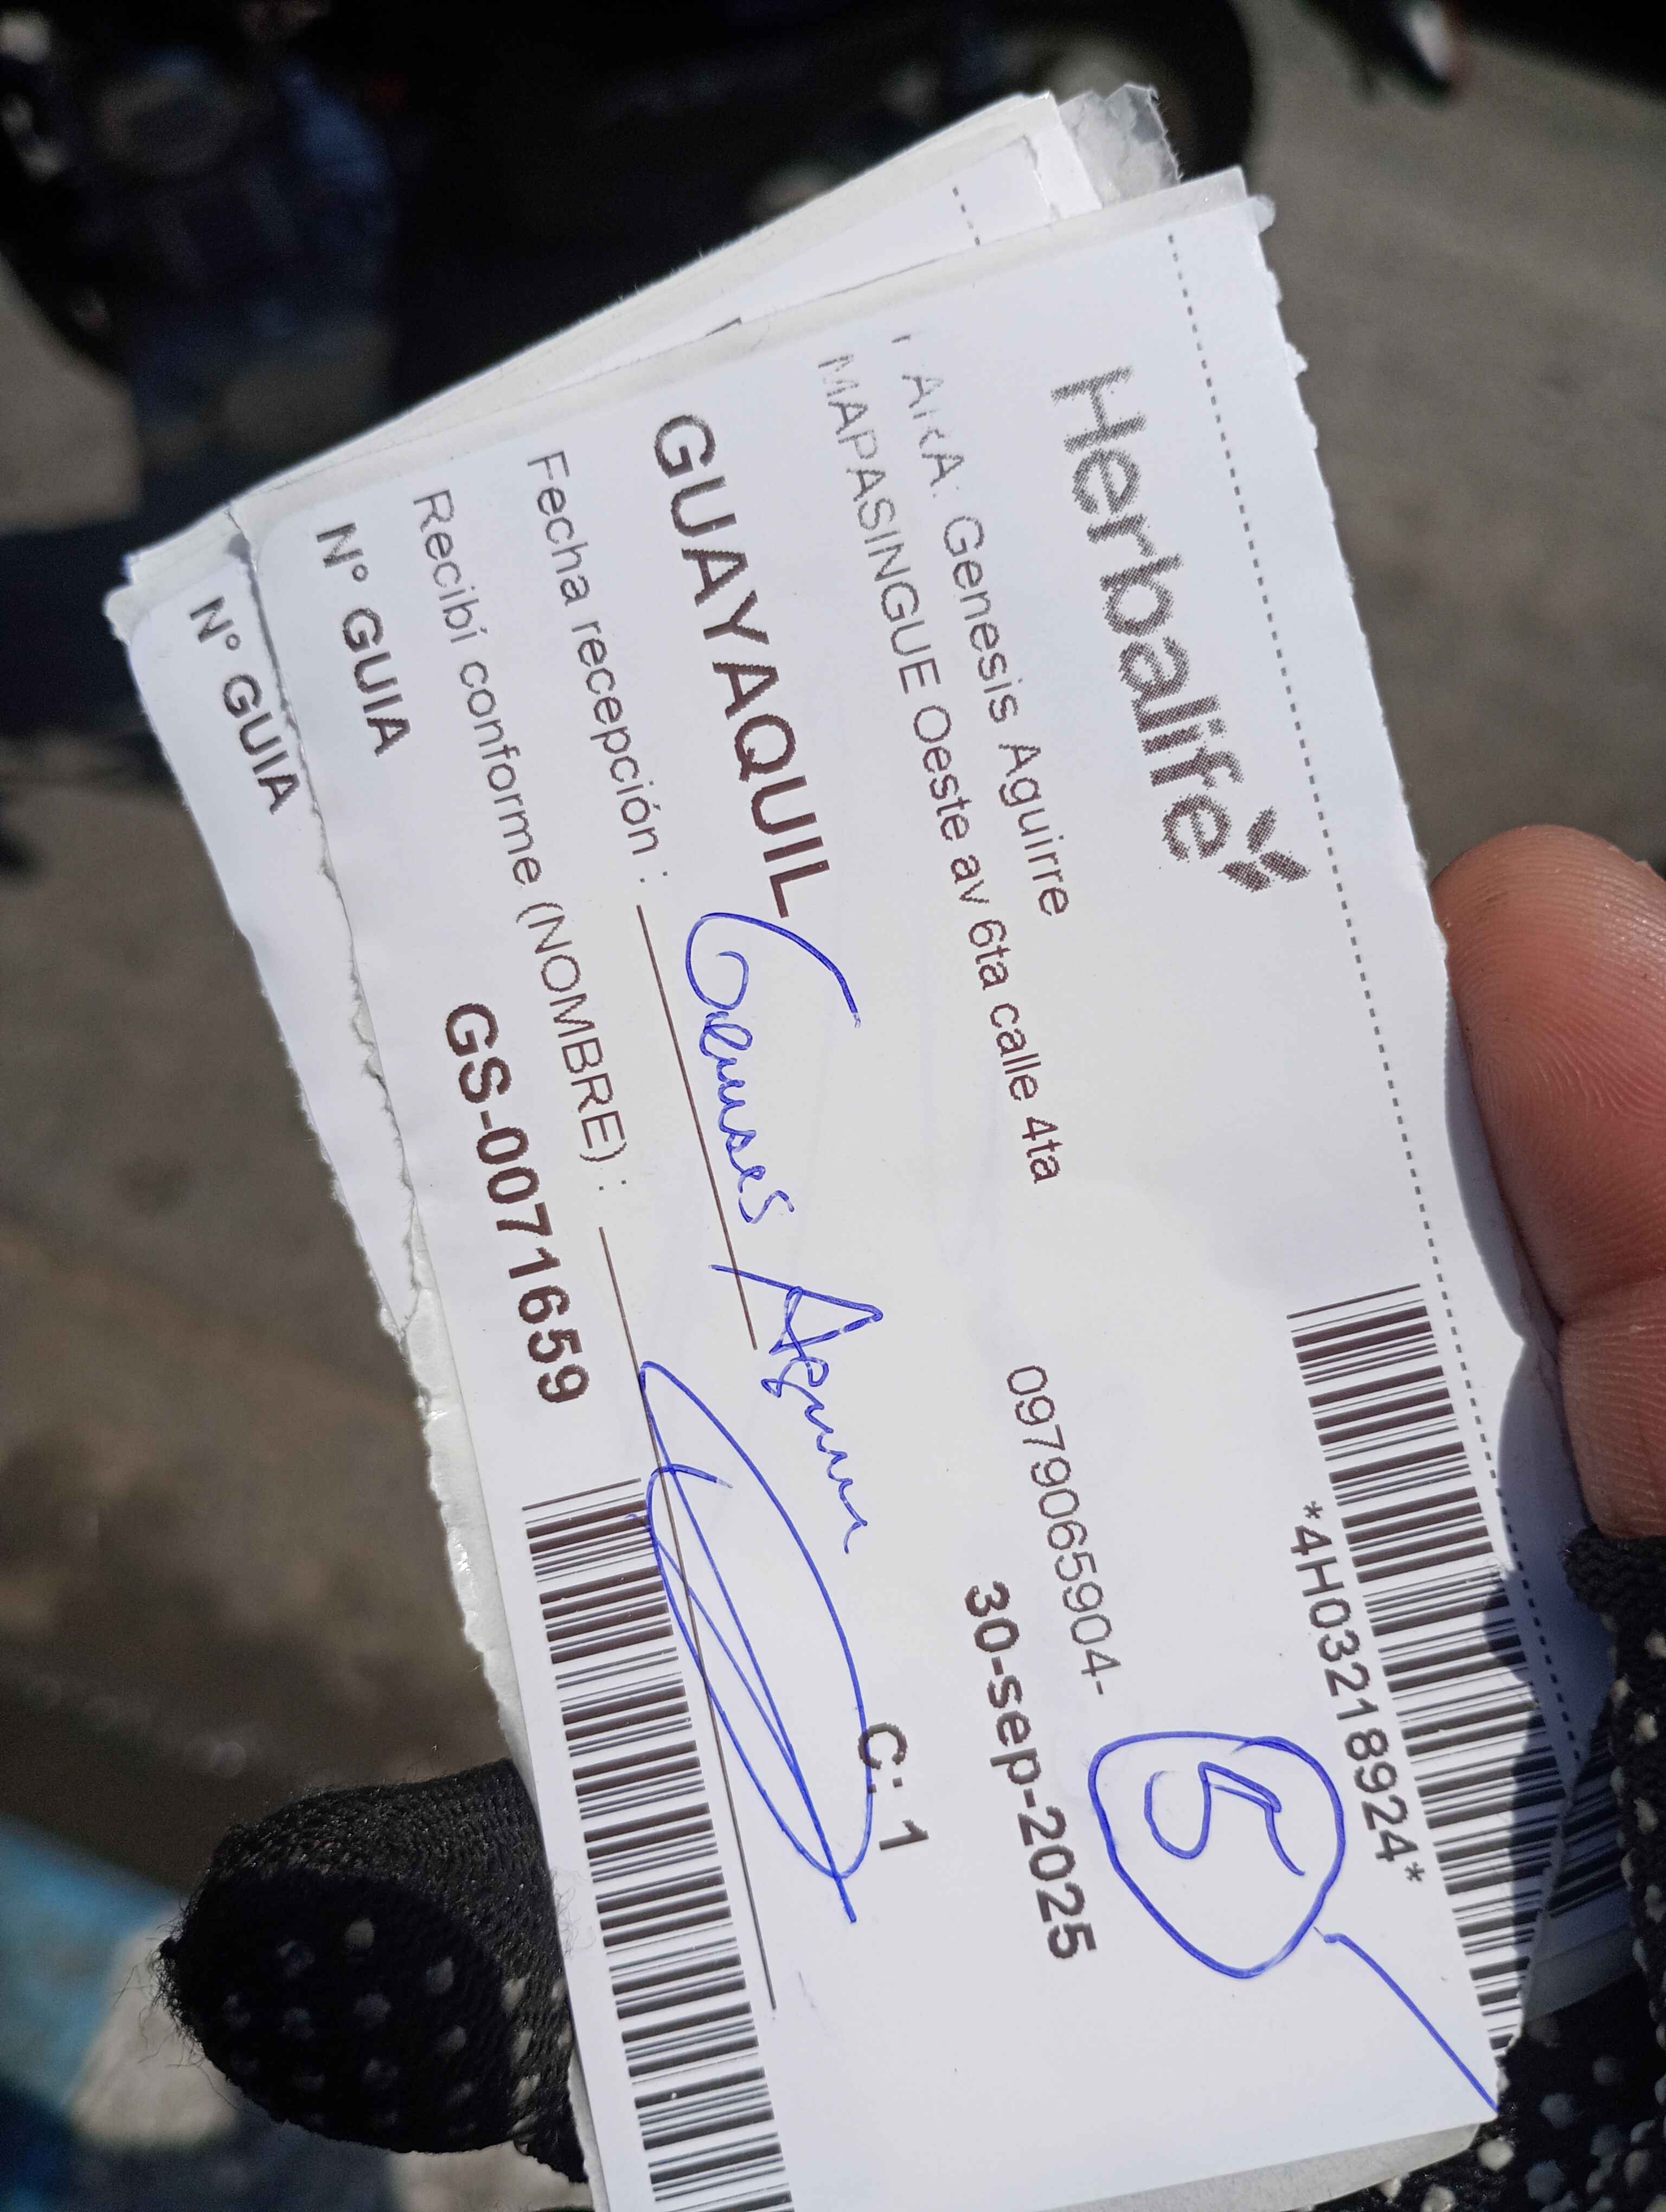 Herbalife
*4H03218924*
PARA: Genesis Aguirre
MAPASINGUE Oeste av 6ta calle 4ta
0979065904-
5
30-sep-2025
GUAYAQUIL
C: 1
Fecha recepción :
Recibí conforme (NOMBRE) :
N° GUIA
GS-0071659
N° GUIA